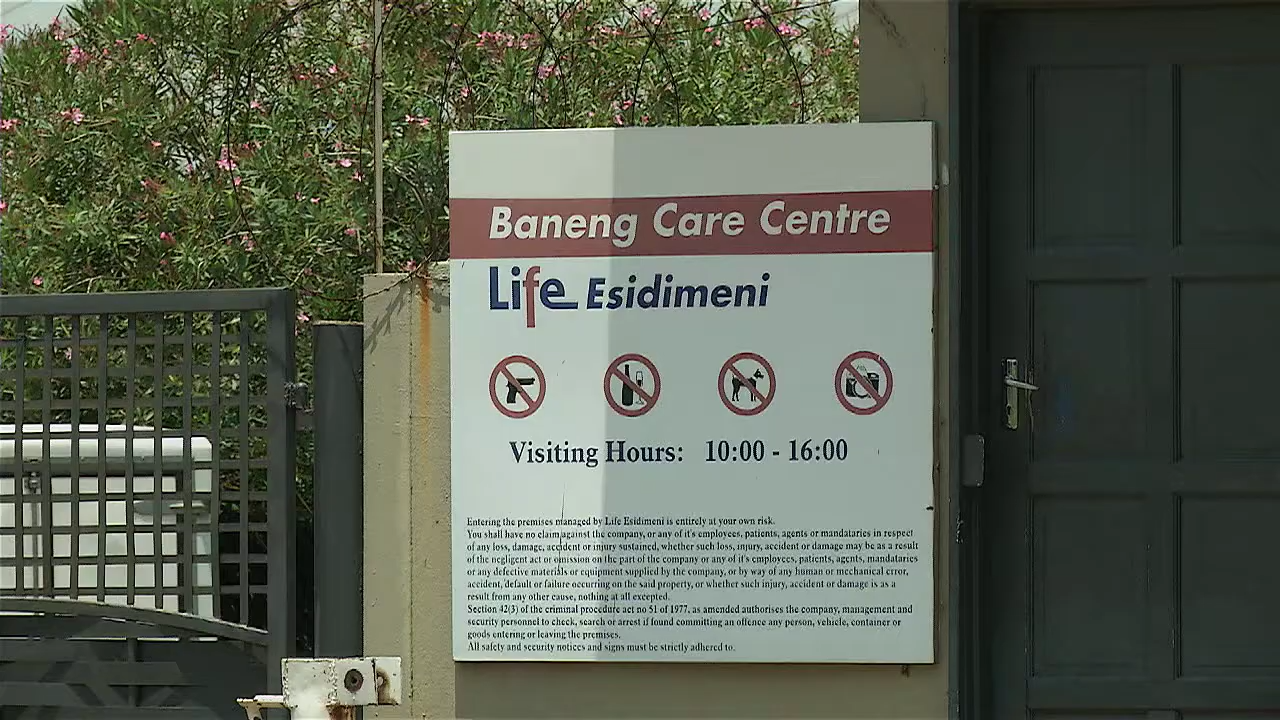 Baneng Care Centre
Life Esidimeni
Visiting Hours: 10:00 - 16:00
Entering the premises managed by Life Esidimeni is entirely at your own risk.
You shall have no claim against the company, or any of it's employees, patients, agents or mandataries in respect
of any loss, damage, accident or injury sustained, whether such loss, injury, accident or damage may be as a result
of the negligent act or omission on the part of the company or any of it's employees, patients, agents, mandataries
or any defective materials or equipment supplied by the company, or by way of any human or mechanical error,
accident, default or failure occurring on the said property, or whether such injury, accident or damage is as a
result from any other cause, nothing at all excepted.
Section 42(3) of the criminal procedure act no 51 of 1977, as amended authorises the company, management and
security personnel to check, search or arrest if found committing an offence any person, vehicle, container or
goods entering or leaving the premises.
All safety and security notices and signs must be strictly adhered to.